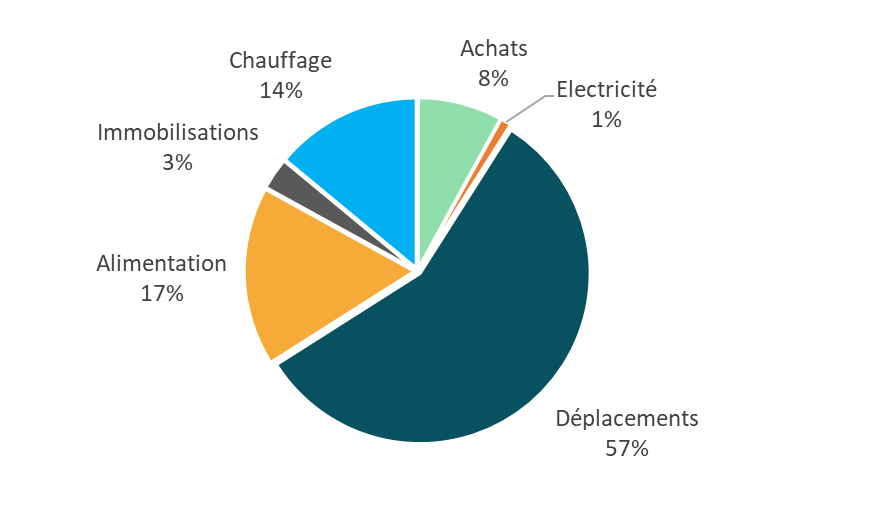 Achats
8%
Electricité
1%
Déplacements
57%
Alimentation
17%
Immobilisations
3%
Chauffage
14%